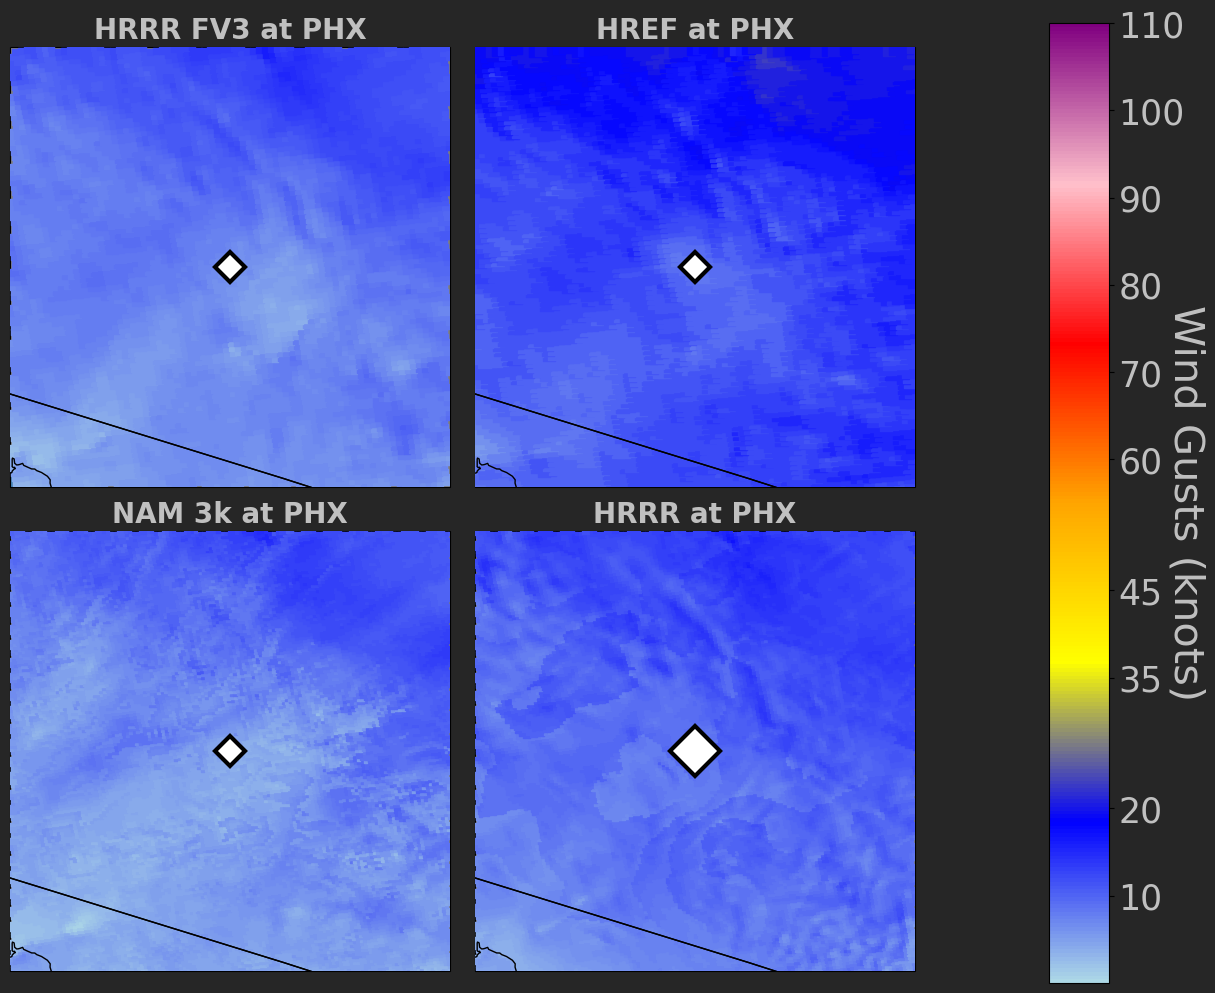 HRRR FV3 at PHX
HREF at PHX
NAM 3k at PHX
HRRR at PHX
110
100
90
80
70
60
45
35
20
10
Wind Gusts (knots)